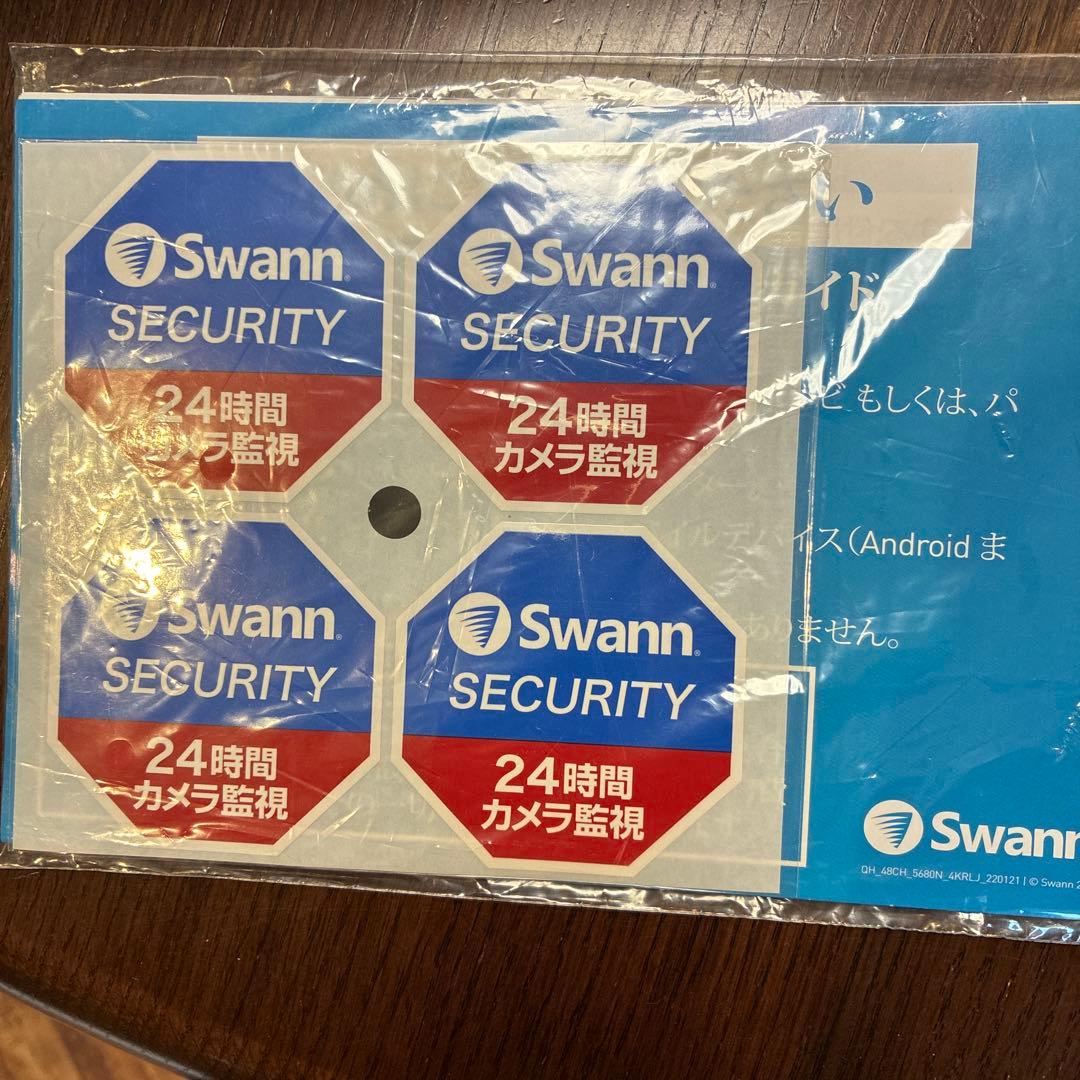 Swann
SECURITY
24時間
カメラ監視
Swann
SECURITY
24時間
カメラ監視
Swann
SECURITY
24時間
カメラ監視
Swann
SECURITY
24時間
カメラ監視
い
イド
もしくは、パ
イルデバイス(Android ま
ありません。
Swann
QH_48CH_5680N_4KRLJ_220121 | © Swann 2